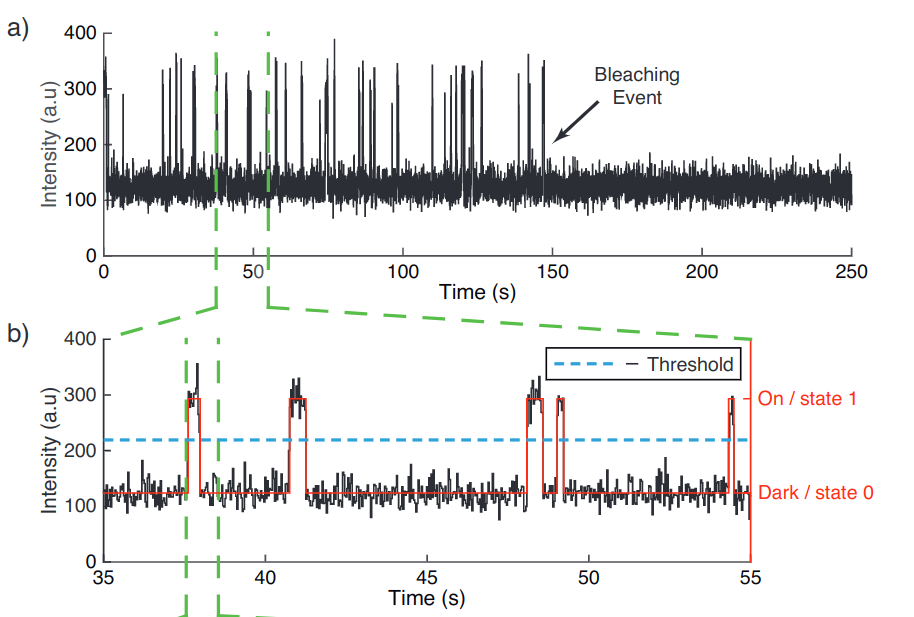 a)
400
300
200
100
0
Intensity (a.u)
Bleaching
Event
0 50 100 150 200 250
Time (s)
b)
400
300
200
100
0
Intensity (a.u)
Threshold
On / state 1
Dark / state 0
35 40 45 50 55
Time (s)